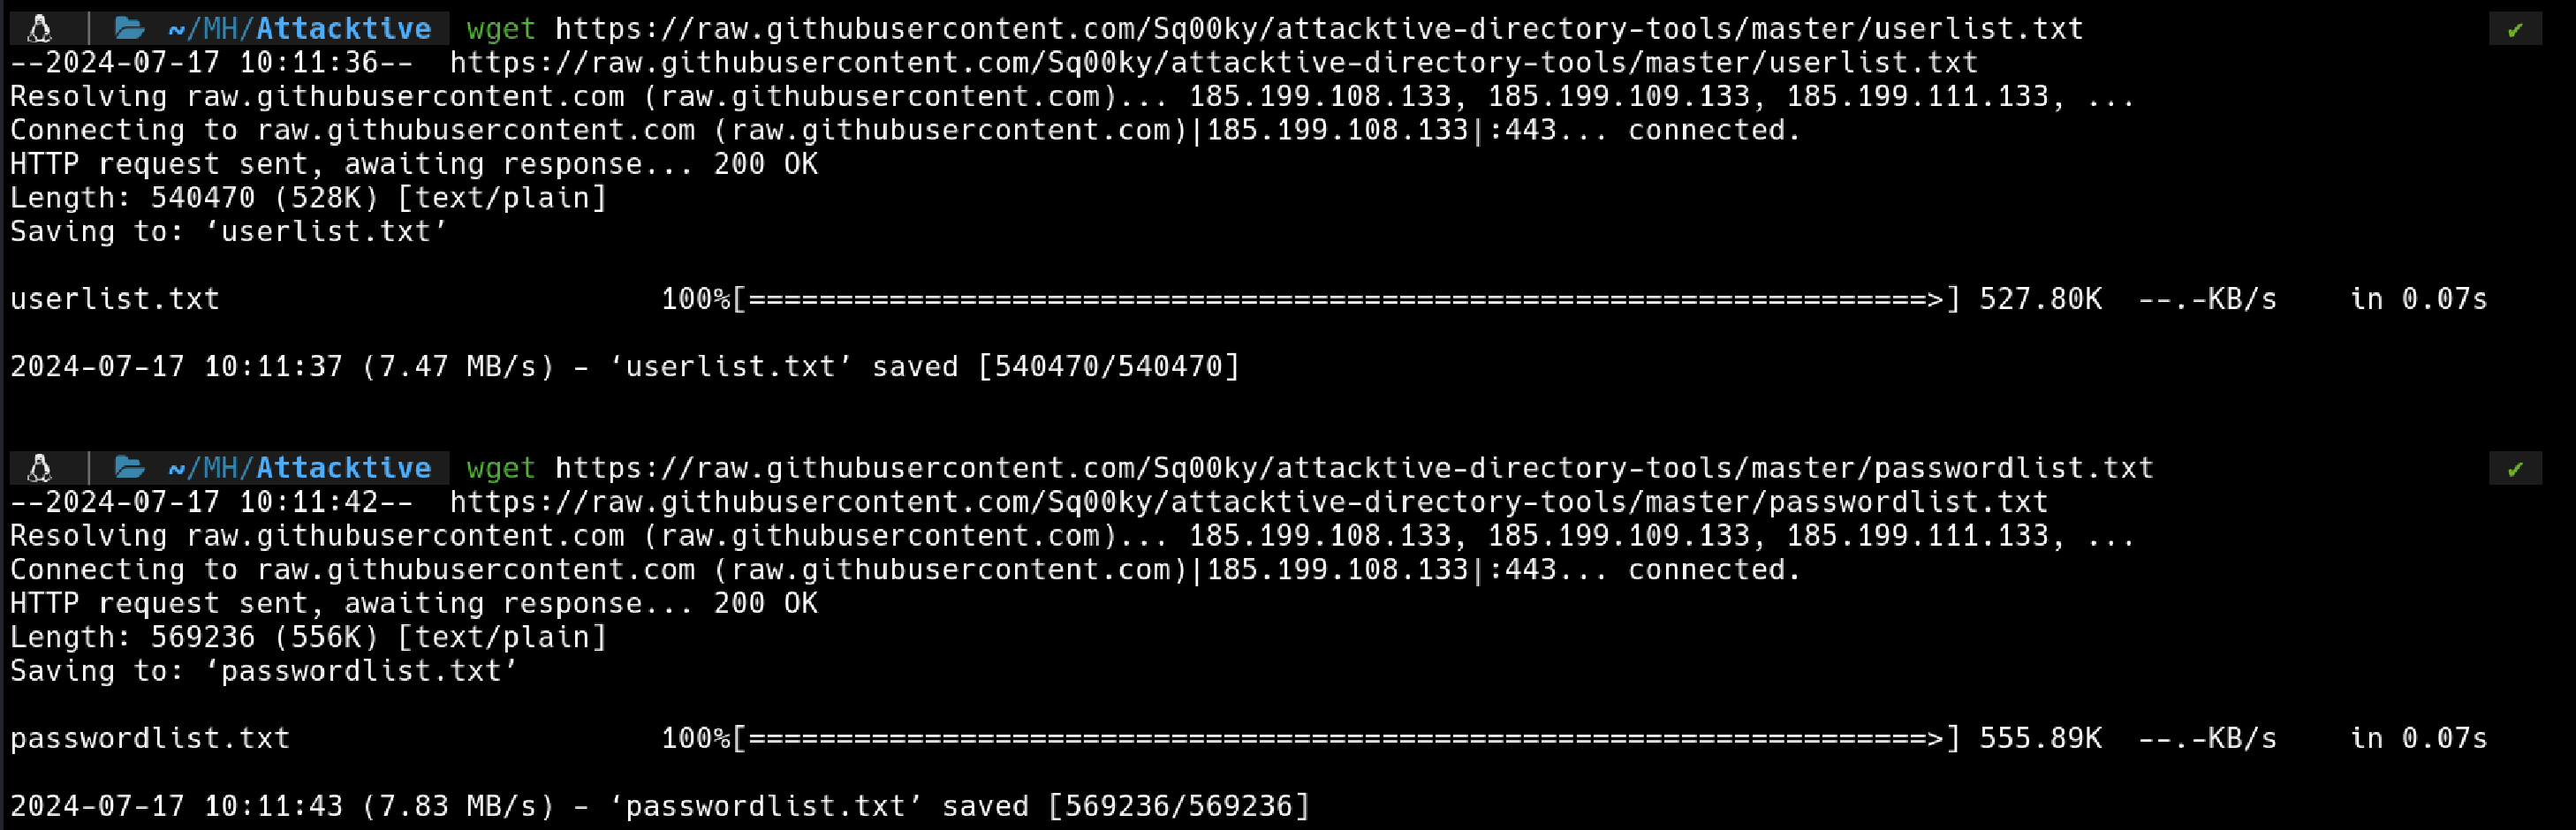 ~/MH/Attacktive wget https://raw.githubusercontent.com/Sq00ky/attacktive-directory-tools/master/userlist.txt ✔
--2024-07-17 10:11:36--  https://raw.githubusercontent.com/Sq00ky/attacktive-directory-tools/master/userlist.txt
Resolving raw.githubusercontent.com (raw.githubusercontent.com)... 185.199.108.133, 185.199.109.133, 185.199.111.133, ...
Connecting to raw.githubusercontent.com (raw.githubusercontent.com)|185.199.108.133|:443... connected.
HTTP request sent, awaiting response... 200 OK
Length: 540470 (528K) [text/plain]
Saving to: ‘userlist.txt’
userlist.txt 100%[===================================================================>] 527.80K  --.-KB/s    in 0.07s
2024-07-17 10:11:37 (7.47 MB/s) - ‘userlist.txt’ saved [540470/540470]
~/MH/Attacktive wget https://raw.githubusercontent.com/Sq00ky/attacktive-directory-tools/master/passwordlist.txt ✔
--2024-07-17 10:11:42--  https://raw.githubusercontent.com/Sq00ky/attacktive-directory-tools/master/passwordlist.txt
Resolving raw.githubusercontent.com (raw.githubusercontent.com)... 185.199.108.133, 185.199.109.133, 185.199.111.133, ...
Connecting to raw.githubusercontent.com (raw.githubusercontent.com)|185.199.108.133|:443... connected.
HTTP request sent, awaiting response... 200 OK
Length: 569236 (556K) [text/plain]
Saving to: ‘passwordlist.txt’
passwordlist.txt 100%[===================================================================>] 555.89K  --.-KB/s    in 0.07s
2024-07-17 10:11:43 (7.83 MB/s) - ‘passwordlist.txt’ saved [569236/569236]